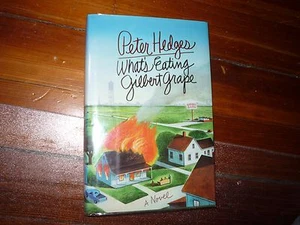 Peter Hedges
What's Eating
Gilbert Grape
A Novel